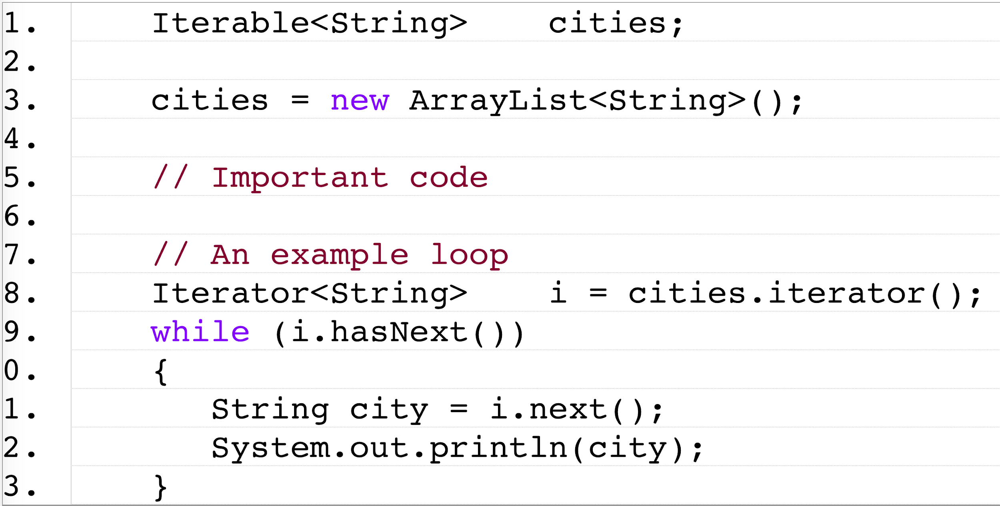 1. Iterable<String>    cities;
2.
3. cities = new ArrayList<String>();
4.
5. // Important code
6.
7. // An example loop
8. Iterator<String>    i = cities.iterator();
9. while (i.hasNext())
0. {
1.    String city = i.next();
2.    System.out.println(city);
3. }